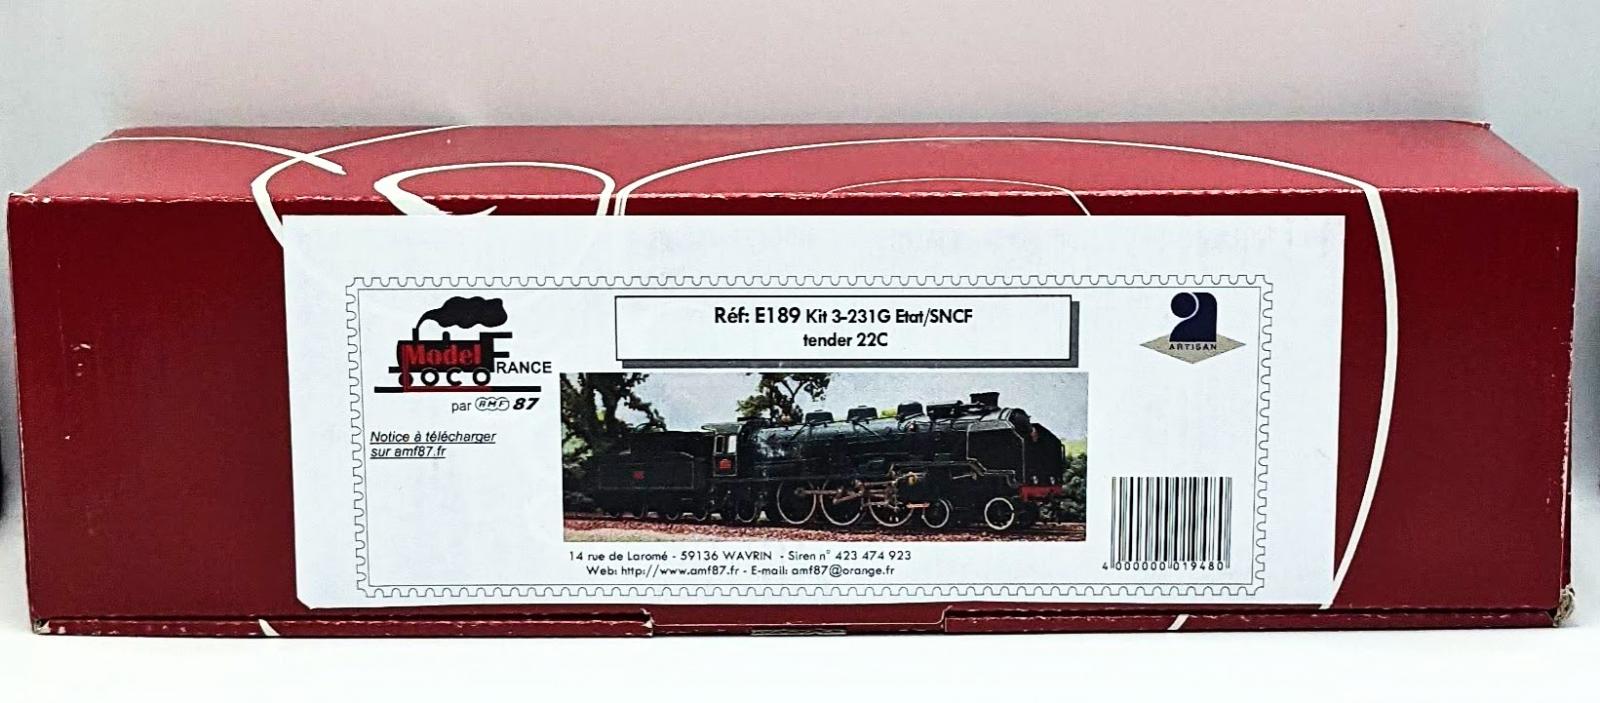 Réf: E189 Kit 3-231G Etat/SNCF
tender 22C
Model
LOCO FRANCE
par AMF 87
Notice à télécharger
sur amf87.fr
ARTISAN
14 rue de Laromé - 59136 WAVRIN - Siren n° 423 474 923
Web: http://www.amf87.fr - E-mail: amf87@orange.fr
4 000000 019480